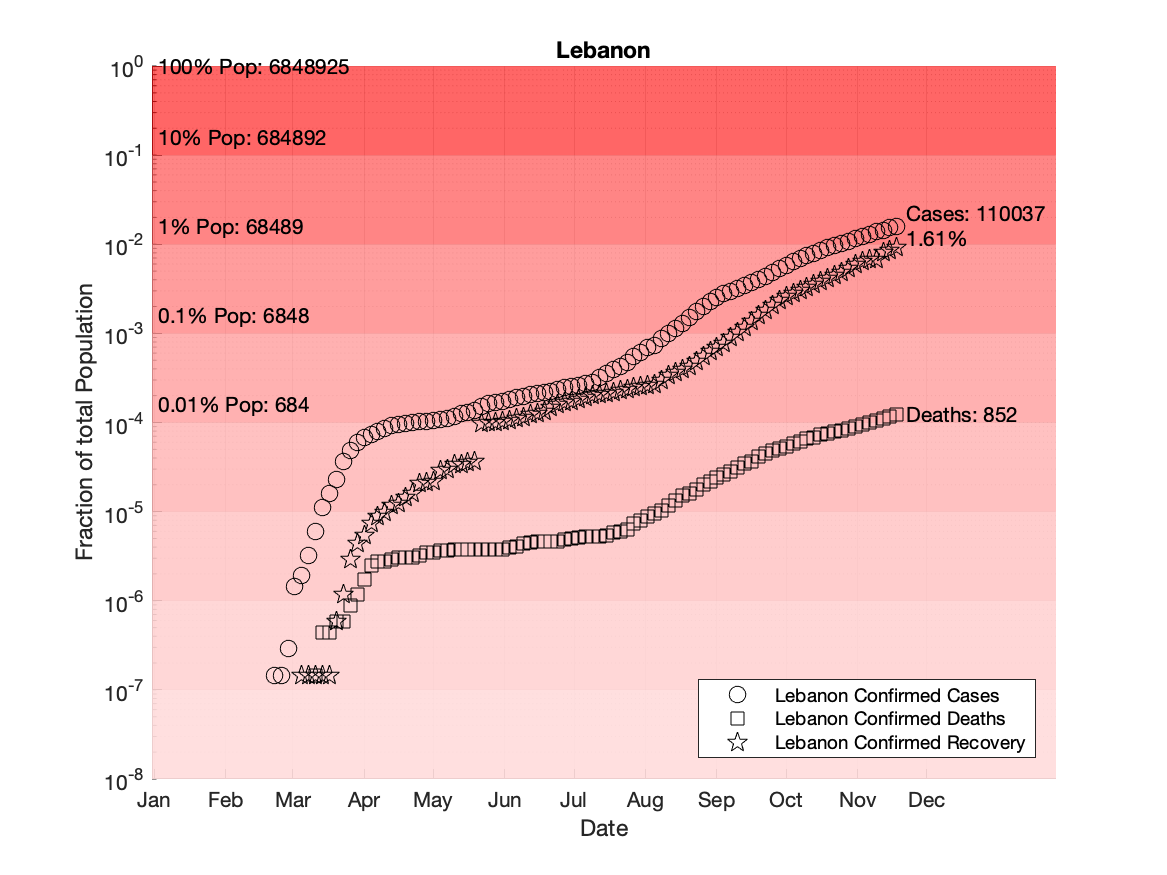 Lebanon
10^0
100% Pop: 6848925
10% Pop: 684892
10^-1
1% Pop: 68489
Cases: 110037
1.61%
10^-2
0.1% Pop: 6848
10^-3
0.01% Pop: 684
Deaths: 852
10^-4
10^-5
10^-6
10^-7
10^-8
Fraction of total Population
Lebanon Confirmed Cases
Lebanon Confirmed Deaths
Lebanon Confirmed Recovery
Jan Feb Mar Apr May Jun Jul Aug Sep Oct Nov Dec
Date